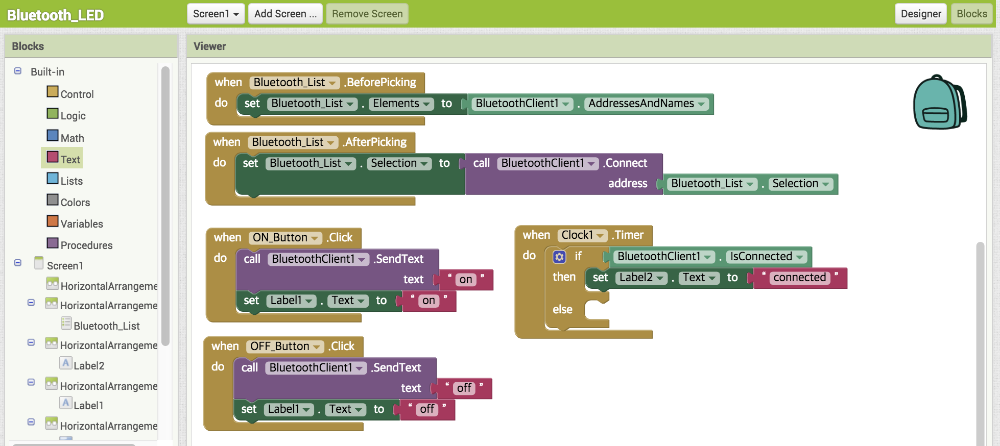 Bluetooth_LED
Screen1
Add Screen ...
Remove Screen
Designer
Blocks
Blocks
Built-in
Control
Logic
Math
Text
Lists
Colors
Variables
Procedures
Screen1
HorizontalArrangeme
HorizontalArrangeme
Bluetooth_List
HorizontalArrangeme
Label2
HorizontalArrangeme
Label1
HorizontalArrangeme
Viewer
when Bluetooth_List .BeforePicking
do set Bluetooth_List . Elements to BluetoothClient1 . AddressesAndNames
when Bluetooth_List .AfterPicking
do set Bluetooth_List . Selection to call BluetoothClient1 .Connect
address Bluetooth_List . Selection
when ON_Button .Click
do call BluetoothClient1 .SendText
text “ on ”
set Label1 . Text to “ on ”
when OFF_Button .Click
do call BluetoothClient1 .SendText
text “ off ”
set Label1 . Text to “ off ”
when Clock1 .Timer
do if BluetoothClient1 . IsConnected
then set Label2 . Text to “ connected ”
else